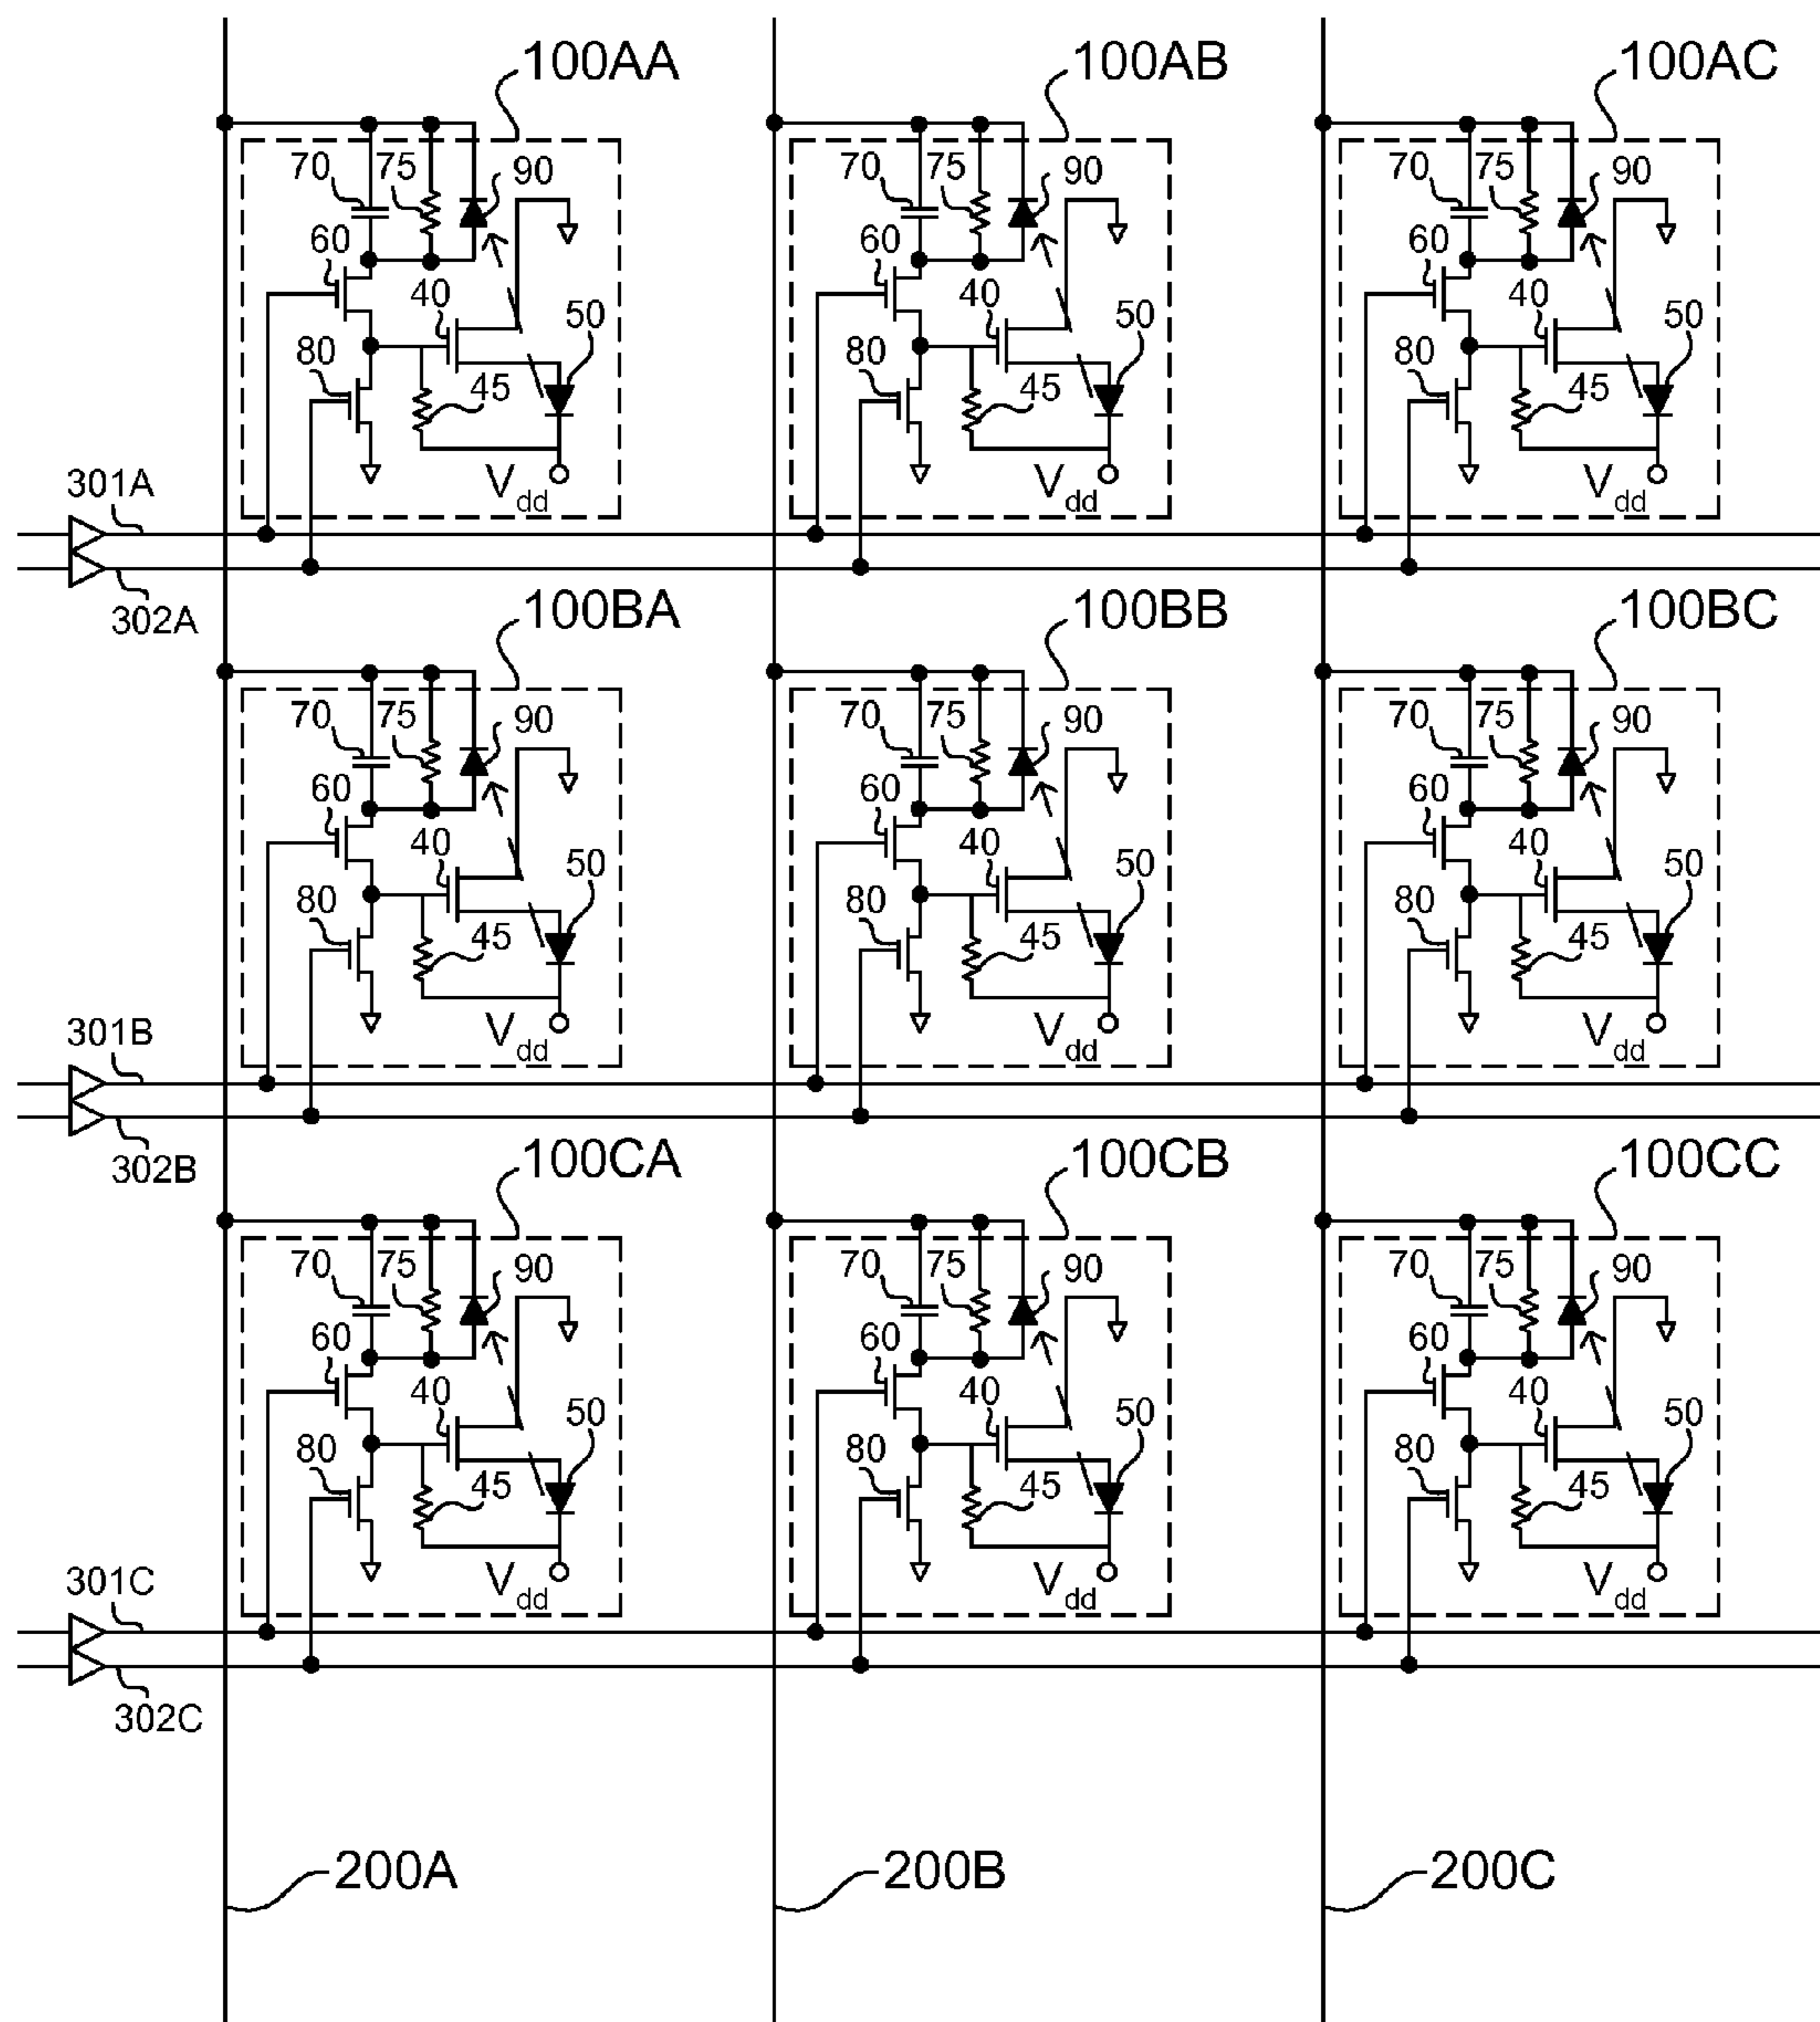 100AA 100AB 100AC
70 75 90 70 75 90 70 75 90
60 60 60
40 50 40 50 40 50
80 45 80 45 80 45
301A Vdd Vdd Vdd
302A 100BA 100BB 100BC
70 75 90 70 75 90 70 75 90
60 60 60
40 50 40 50 40 50
80 45 80 45 80 45
301B Vdd Vdd Vdd
302B 100CA 100CB 100CC
70 75 90 70 75 90 70 75 90
60 60 60
40 50 40 50 40 50
80 45 80 45 80 45
301C Vdd Vdd Vdd
302C
200A 200B 200C